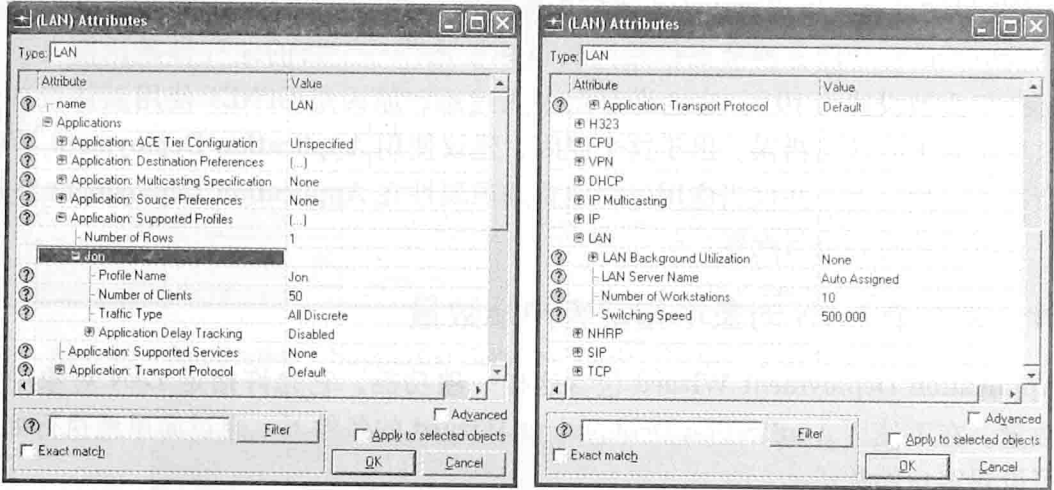 (LAN) Attributes
Type: LAN
Attribute Value
name LAN
Applications
Application: ACE Tier Configuration Unspecified
Application: Destination Preferences (...)
Application: Multicasting Specification None
Application: Source Preferences None
Application: Supported Profiles (...)
Number of Rows 1
Jon
Profile Name Jon
Number of Clients 50
Traffic Type All Discrete
Application Delay Tracking Disabled
Application: Supported Services None
Application: Transport Protocol Default
Advanced
Filter
Apply to selected objects
Exact match
OK Cancel
(LAN) Attributes
Type: LAN
Attribute Value
Application: Transport Protocol Default
H323
CPU
VPN
DHCP
IP Multicasting
IP
LAN
LAN Background Utilization None
LAN Server Name Auto Assigned
Number of Workstations 10
Switching Speed 500,000
NHRP
SIP
TCP
Advanced
Filter
Apply to selected objects
Exact match
OK Cancel